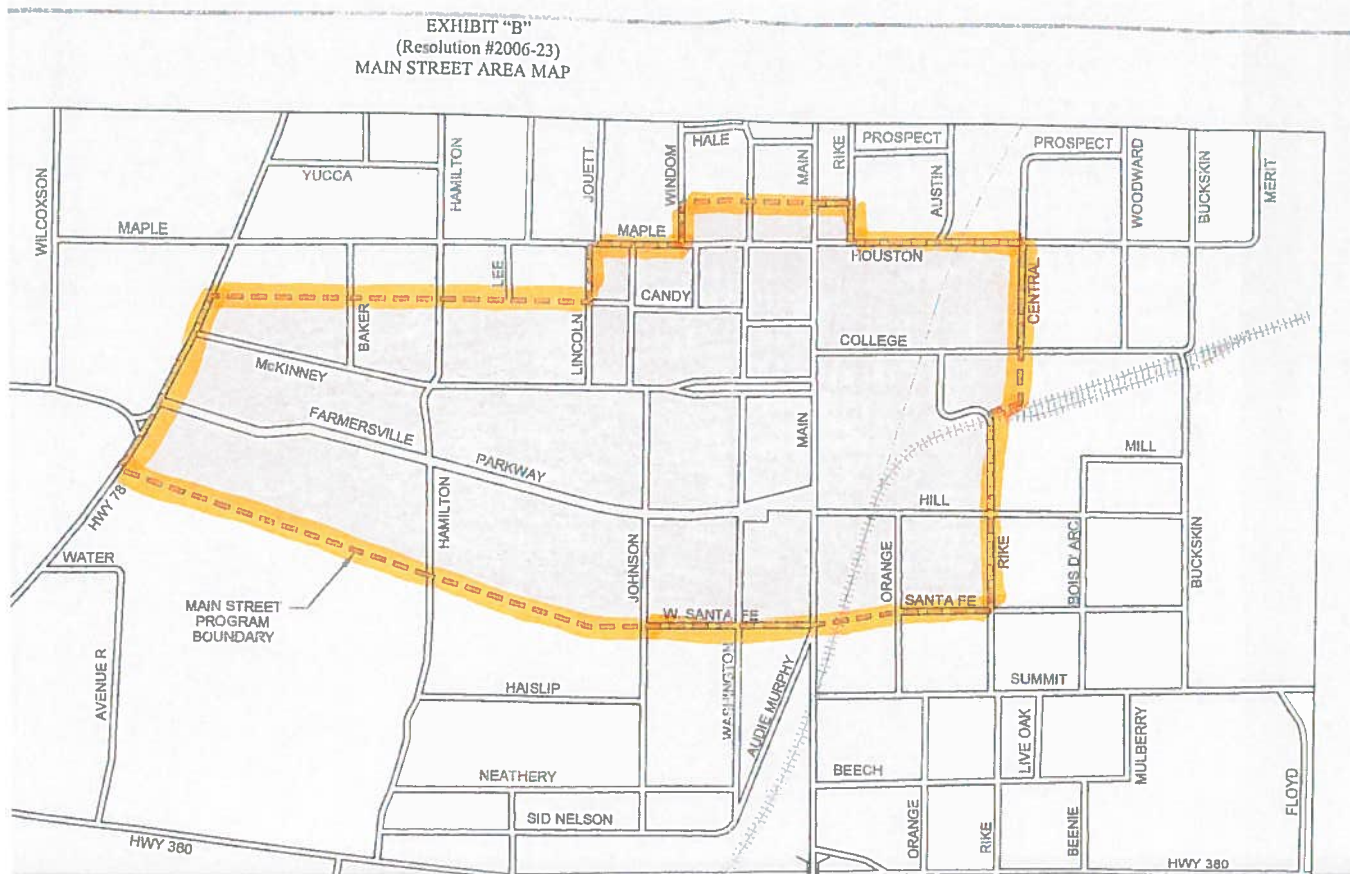 EXHIBIT “B”
(Resolution #2006-23)
MAIN STREET AREA MAP
WILCOXSON
MAPLE
YUCCA
HAMILTON
JOUETT
WINDOM
HALE
MAIN
RIKE
PROSPECT
AUSTIN
PROSPECT
WOODWARD
BUCKSKIN
MERIT
MAPLE
HOUSTON
LEE
CANDY
CENTRAL
BAKER
LINCOLN
COLLEGE
McKINNEY
FARMERSVILLE
PARKWAY
MAIN
MILL
HILL
HWY 78
HAMILTON
WATER
JOHNSON
ORANGE
RIKE
BOIS D' ARC
BUCKSKIN
MAIN STREET
PROGRAM
BOUNDARY
W. SANTA FE
SANTA FE
AVENUE R
WASHINGTON
AUDIE MURPHY
HAISLIP
SUMMIT
LIVE OAK
MULBERRY
NEATHERY
BEECH
FLOYD
SID NELSON
ORANGE
RIKE
BEENIE
HWY 380
HWY 380